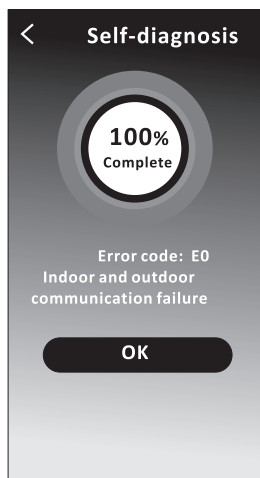 Self-diagnosis
100%
Complete
Error code: E0
Indoor and outdoor
communication failure
OK